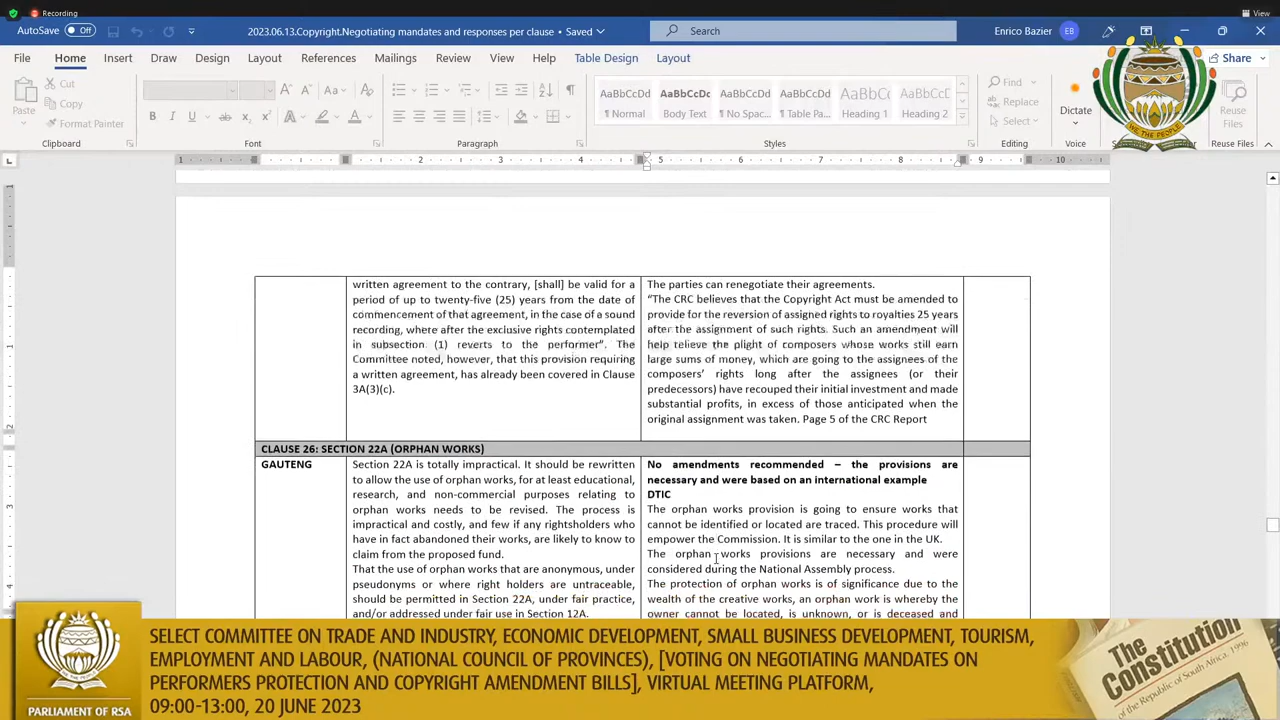 Recording
View
AutoSave Off
2023.06.13.Copyright.Negotiating mandates and responses per clause • Saved
Search
Enrico Bazier EB
File Home Insert Draw Design Layout References Mailings Review View Help Table Design Layout
Share
Paste
Cut
Copy
Format Painter
Clipboard
Font
Paragraph
AaBbCcDd AaBbCcDd AaBbCcDd AaBbCcDd AaBbCcD AaBbCcD
¶ Normal Body Text ¶ No Spac... ¶ Table Pa... Heading 1 Heading 2
Styles
Find
Replace
Select
Editing
Dictate
Voice
Reuse Files
Reuse Files
WE THE PEOPLE
written agreement to the contrary, [shall] be valid for a
period of up to twenty-five (25) years from the date of
commencement of that agreement, in the case of a sound
recording, where after the exclusive rights contemplated
in subsection (1) reverts to the performer”. The
Committee noted, however, that this provision requiring
a written agreement, has already been covered in Clause
3A(3)(c).
The parties can renegotiate their agreements.
“The CRC believes that the Copyright Act must be amended to
provide for the reversion of assigned rights to royalties 25 years
after the assignment of such rights. Such an amendment will
help relieve the plight of composers whose works still earn
large sums of money, which are going to the assignees of the
composers’ rights long after the assignees (or their
predecessors) have recouped their initial investment and made
substantial profits, in excess of those anticipated when the
original assignment was taken. Page 5 of the CRC Report
CLAUSE 26: SECTION 22A (ORPHAN WORKS)
GAUTENG
Section 22A is totally impractical. It should be rewritten
to allow the use of orphan works, for at least educational,
research, and non-commercial purposes relating to
orphan works needs to be revised. The process is
impractical and costly, and few if any rightsholders who
have in fact abandoned their works, are likely to know to
claim from the proposed fund.
That the use of orphan works that are anonymous, under
pseudonyms or where right holders are untraceable,
should be permitted in Section 22A, under fair practice,
and/or addressed under fair use in Section 12A.
No amendments recommended – the provisions are
necessary and were based on an international example
DTIC
The orphan works provision is going to ensure works that
cannot be identified or located are traced. This procedure will
empower the Commission. It is similar to the one in the UK.
The orphan works provisions are necessary and were
considered during the National Assembly process.
The protection of orphan works is of significance due to the
wealth of the creative works, an orphan work is whereby the
owner cannot be located, is unknown, or is deceased and
PARLIAMENT OF RSA
SELECT COMMITTEE ON TRADE AND INDUSTRY, ECONOMIC DEVELOPMENT, SMALL BUSINESS DEVELOPMENT, TOURISM,
EMPLOYMENT AND LABOUR, (NATIONAL COUNCIL OF PROVINCES), [VOTING ON NEGOTIATING MANDATES ON
PERFORMERS PROTECTION AND COPYRIGHT AMENDMENT BILLS], VIRTUAL MEETING PLATFORM,
09:00-13:00, 20 JUNE 2023
The
Constitution
of the Republic of South Africa, 1996